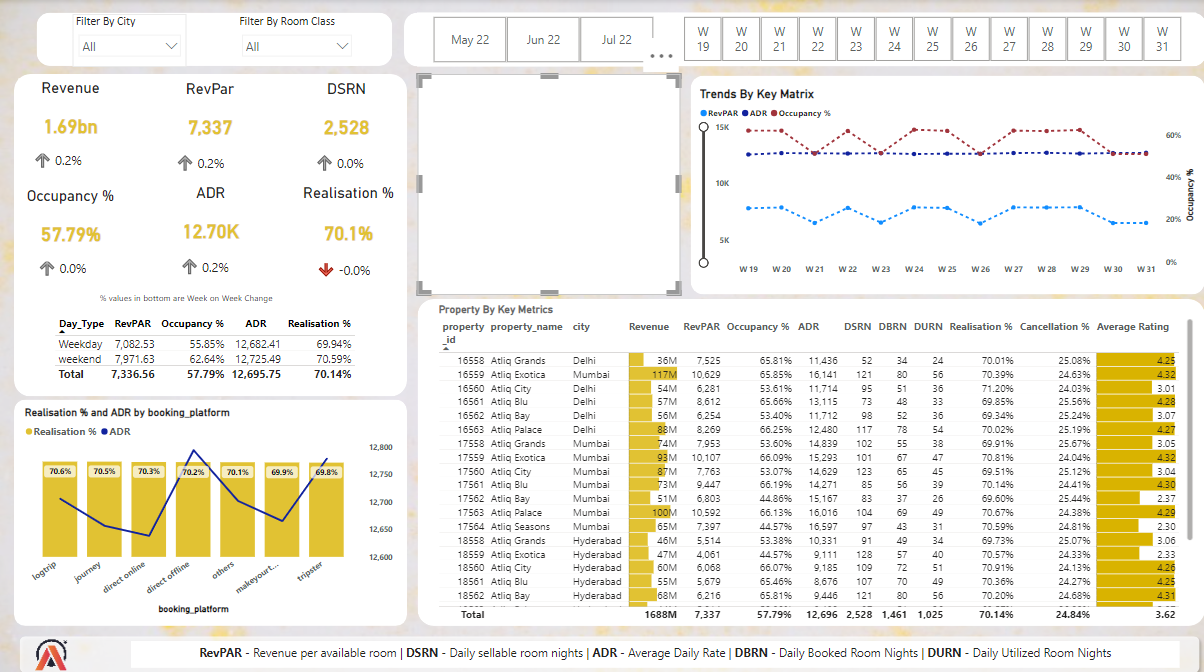 Filter By City
All
Filter By Room Class
All
May 22
Jun 22
Jul 22
...
W 19
W 20
W 21
W 22
W 23
W 24
W 25
W 26
W 27
W 28
W 29
W 30
W 31
Revenue
1.69bn
0.2%
RevPar
7,337
0.2%
DSRN
2,528
0.0%
Occupancy %
57.79%
0.0%
ADR
12.70K
0.2%
Realisation %
70.1%
-0.0%
% values in bottom are Week on Week Change
Day_Type RevPAR Occupancy % ADR Realisation %
Weekday 7,082.53 55.85% 12,682.41 69.94%
weekend 7,971.63 62.64% 12,725.49 70.59%
Total 7,336.56 57.79% 12,695.75 70.14%
Realisation % and ADR by booking_platform
Realisation % ADR
12,800
12,750
12,700
12,650
12,600
70.6% 70.5% 70.3% 70.2% 70.1% 69.9% 69.8%
logtrip journey direct online direct offline others makeyourt... tripster
booking_platform
Trends By Key Matrix
RevPAR ADR Occupancy %
15K
10K
5K
60%
40%
20%
0%
Occupancy %
W 19 W 20 W 21 W 22 W 23 W 24 W 25 W 26 W 27 W 28 W 29 W 30 W 31
Property By Key Metrics
property_id property_name city Revenue RevPAR Occupancy % ADR DSRN DBRN DURN Realisation % Cancellation % Average Rating
16558 Atliq Grands Delhi 36M 7,525 65.81% 11,436 52 34 24 70.01% 25.08% 4.25
16559 Atliq Exotica Mumbai 117M 10,629 65.85% 16,141 121 80 56 70.39% 24.63% 4.32
16560 Atliq City Delhi 54M 6,281 53.61% 11,714 95 51 36 71.20% 24.03% 3.01
16561 Atliq Blu Delhi 57M 8,612 65.66% 13,115 73 48 33 69.85% 25.56% 4.28
16562 Atliq Bay Delhi 56M 6,254 53.40% 11,712 98 52 36 69.34% 25.24% 3.07
16563 Atliq Palace Delhi 88M 8,269 66.25% 12,480 117 78 54 70.02% 25.19% 4.27
17558 Atliq Grands Mumbai 74M 7,953 53.60% 14,839 102 55 38 69.91% 25.67% 3.05
17559 Atliq Exotica Mumbai 93M 10,107 66.09% 15,293 101 67 47 70.81% 24.04% 4.32
17560 Atliq City Mumbai 87M 7,763 53.07% 14,629 123 65 45 69.51% 25.12% 3.04
17561 Atliq Blu Mumbai 73M 9,447 66.19% 14,271 85 56 39 70.14% 24.41% 4.30
17562 Atliq Bay Mumbai 51M 6,803 44.86% 15,167 83 37 26 69.60% 25.44% 2.37
17563 Atliq Palace Mumbai 100M 10,592 66.13% 16,016 104 69 49 70.67% 24.38% 4.29
17564 Atliq Seasons Mumbai 65M 7,397 44.57% 16,597 97 43 31 70.59% 24.81% 2.30
18558 Atliq Grands Hyderabad 46M 5,514 53.38% 10,331 91 49 34 69.73% 25.07% 3.06
18559 Atliq Exotica Hyderabad 47M 4,061 44.57% 9,111 128 57 40 70.57% 24.33% 2.33
18560 Atliq City Hyderabad 60M 6,068 66.07% 9,185 109 72 51 70.91% 24.13% 4.26
18561 Atliq Blu Hyderabad 55M 5,679 65.46% 8,676 107 70 49 70.36% 24.27% 4.25
18562 Atliq Bay Hyderabad 68M 6,216 65.81% 9,446 121 80 56 70.20% 24.68% 4.31
Total 1688M 7,337 57.79% 12,696 2,528 1,461 1,025 70.14% 24.84% 3.62
RevPAR - Revenue per available room | DSRN - Daily sellable room nights | ADR - Average Daily Rate | DBRN - Daily Booked Room Nights | DURN - Daily Utilized Room Nights